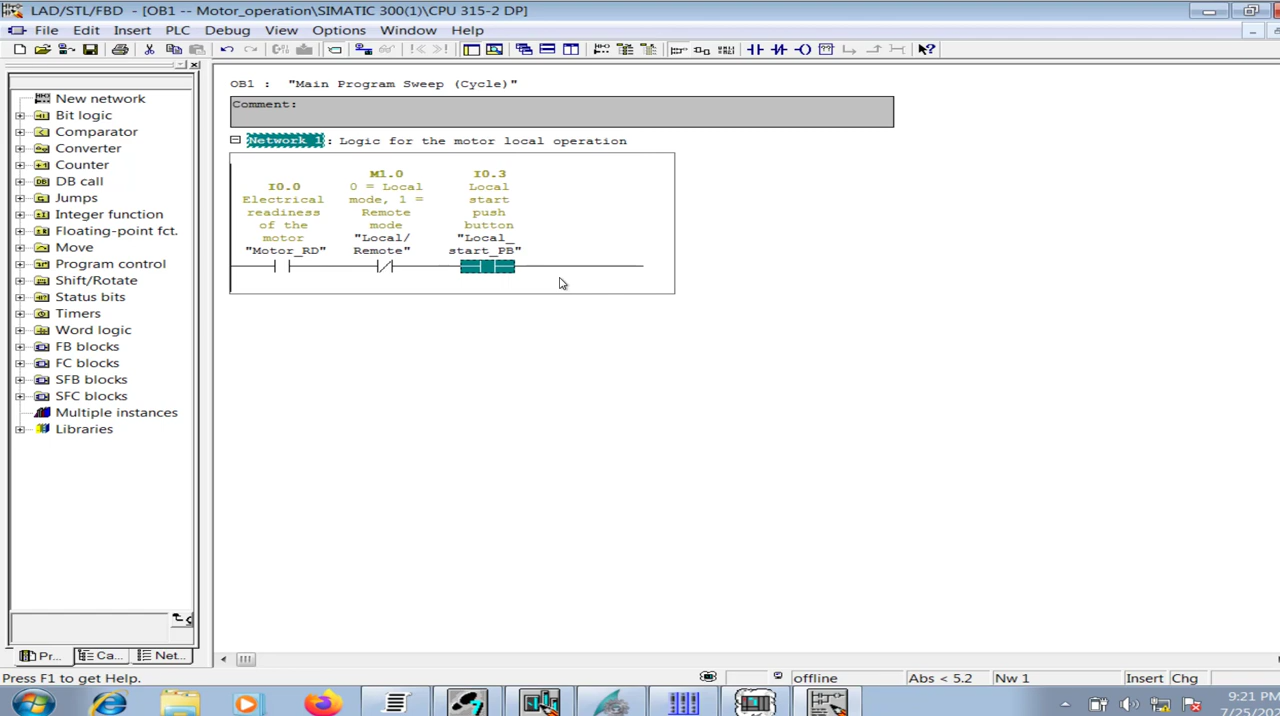 LAD/STL/FBD - [OB1 -- Motor_operation\SIMATIC 300(1)\CPU 315-2 DP]
File Edit Insert PLC Debug View Options Window Help
New network
Bit logic
Comparator
Converter
Counter
DB call
Jumps
Integer function
Floating-point fct.
Move
Program control
Shift/Rotate
Status bits
Timers
Word logic
FB blocks
FC blocks
SFB blocks
SFC blocks
Multiple instances
Libraries
Pr... Ca... Net...
OB1 : "Main Program Sweep (Cycle)"
Comment:
Network 1: Logic for the motor local operation
I0.0
Electrical
readiness
of the
motor
"Motor_RD"
M1.0
0 = Local
mode, 1 =
Remote
mode
"Local/
Remote"
I0.3
Local
start
push
button
"Local_
start_PB"
Press F1 to get Help.
offline Abs < 5.2 Nw 1 Insert Chg
9:21 PM